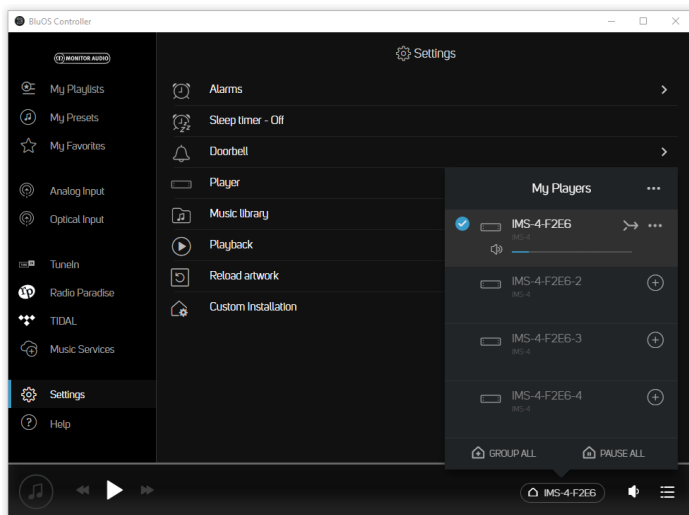 BluOS Controller
MONITOR AUDIO
Settings
My Playlists
My Presets
My Favorites
Analog Input
Optical Input
TuneIn
Radio Paradise
TIDAL
Music Services
Settings
Help
Alarms
Sleep timer - Off
Doorbell
Player
Music library
Playback
Reload artwork
Custom Installation
My Players
IMS-4-F2E6
IMS-4
IMS-4-F2E6-2
IMS-4
IMS-4-F2E6-3
IMS-4
IMS-4-F2E6-4
IMS-4
GROUP ALL
PAUSE ALL
IMS-4-F2E6